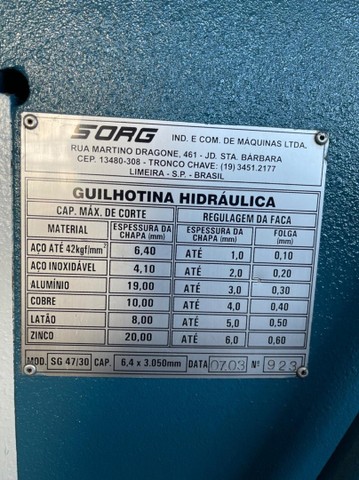 SORG IND. E COM. DE MÁQUINAS LTDA.
RUA MARTINO DRAGONE, 461 - JD. STA. BÁRBARA
CEP. 13480-308 - TRONCO CHAVE: (19) 3451.2177
LIMEIRA - S.P. - BRASIL
GUILHOTINA HIDRÁULICA
CAP. MÁX. DE CORTE REGULAGEM DA FACA
MATERIAL ESPESSURA DA CHAPA (mm) ESPESSURA DA CHAPA (mm) FOLGA (mm)
AÇO ATÉ 42kgf/mm² 6,40 ATÉ 1,0 0,10
AÇO INOXIDÁVEL 4,10 ATÉ 2,0 0,20
ALUMÍNIO 19,00 ATÉ 3,0 0,30
COBRE 10,00 ATÉ 4,0 0,40
LATÃO 8,00 ATÉ 5,0 0,50
ZINCO 20,00 ATÉ 6,0 0,60
MOD. SG 47/30 CAP. 6,4 x 3.050mm DATA 07.03 Nº 923